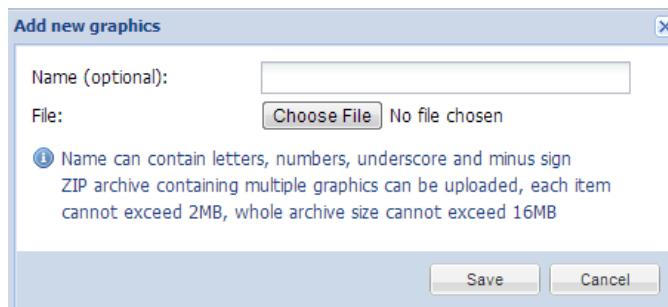 Add new graphics
Name (optional):
File: Choose File No file chosen
Name can contain letters, numbers, underscore and minus sign
ZIP archive containing multiple graphics can be uploaded, each item
cannot exceed 2MB, whole archive size cannot exceed 16MB
Save Cancel